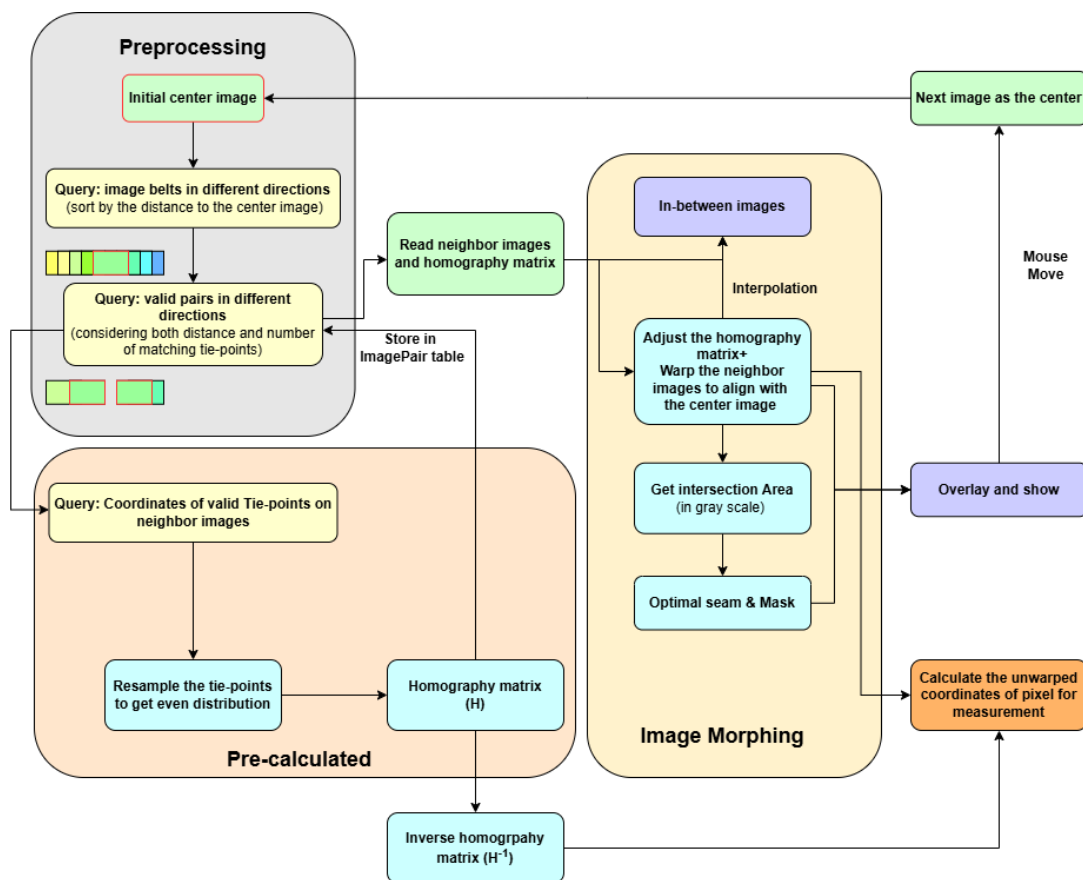 Preprocessing
Initial center image
Next image as the center
Query: image belts in different directions
(sort by the distance to the center image)
In-between images
Read neighbor images
and homography matrix
Mouse
Move
Query: valid pairs in different
directions
(considering both distance and number
of matching tie-points)
Interpolation
Store in
ImagePair table
Adjust the homography
matrix+
Warp the neighbor
images to align with
the center image
Query: Coordinates of valid Tie-points on
neighbor images
Get intersection Area
(in gray scale)
Overlay and show
Optimal seam & Mask
Resample the tie-points
to get even distribution
Homography matrix
(H)
Calculate the unwarped
coordinates of pixel for
measurement
Image Morphing
Pre-calculated
Inverse homogrpahy
matrix (H⁻¹)